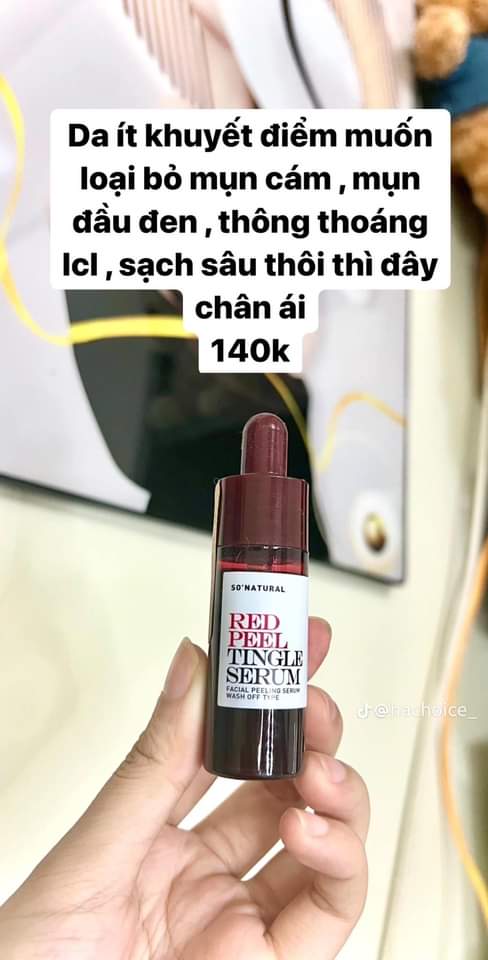 Da ít khuyết điểm muốn
loại bỏ mụn cám , mụn
đầu đen , thông thoáng
lcl , sạch sâu thôi thì đây
chân ái
140k
SO'NATURAL
RED
PEEL
TINGLE
SERUM
FACIAL PEELING SERUM
WASH OFF TYPE
@hachoice_